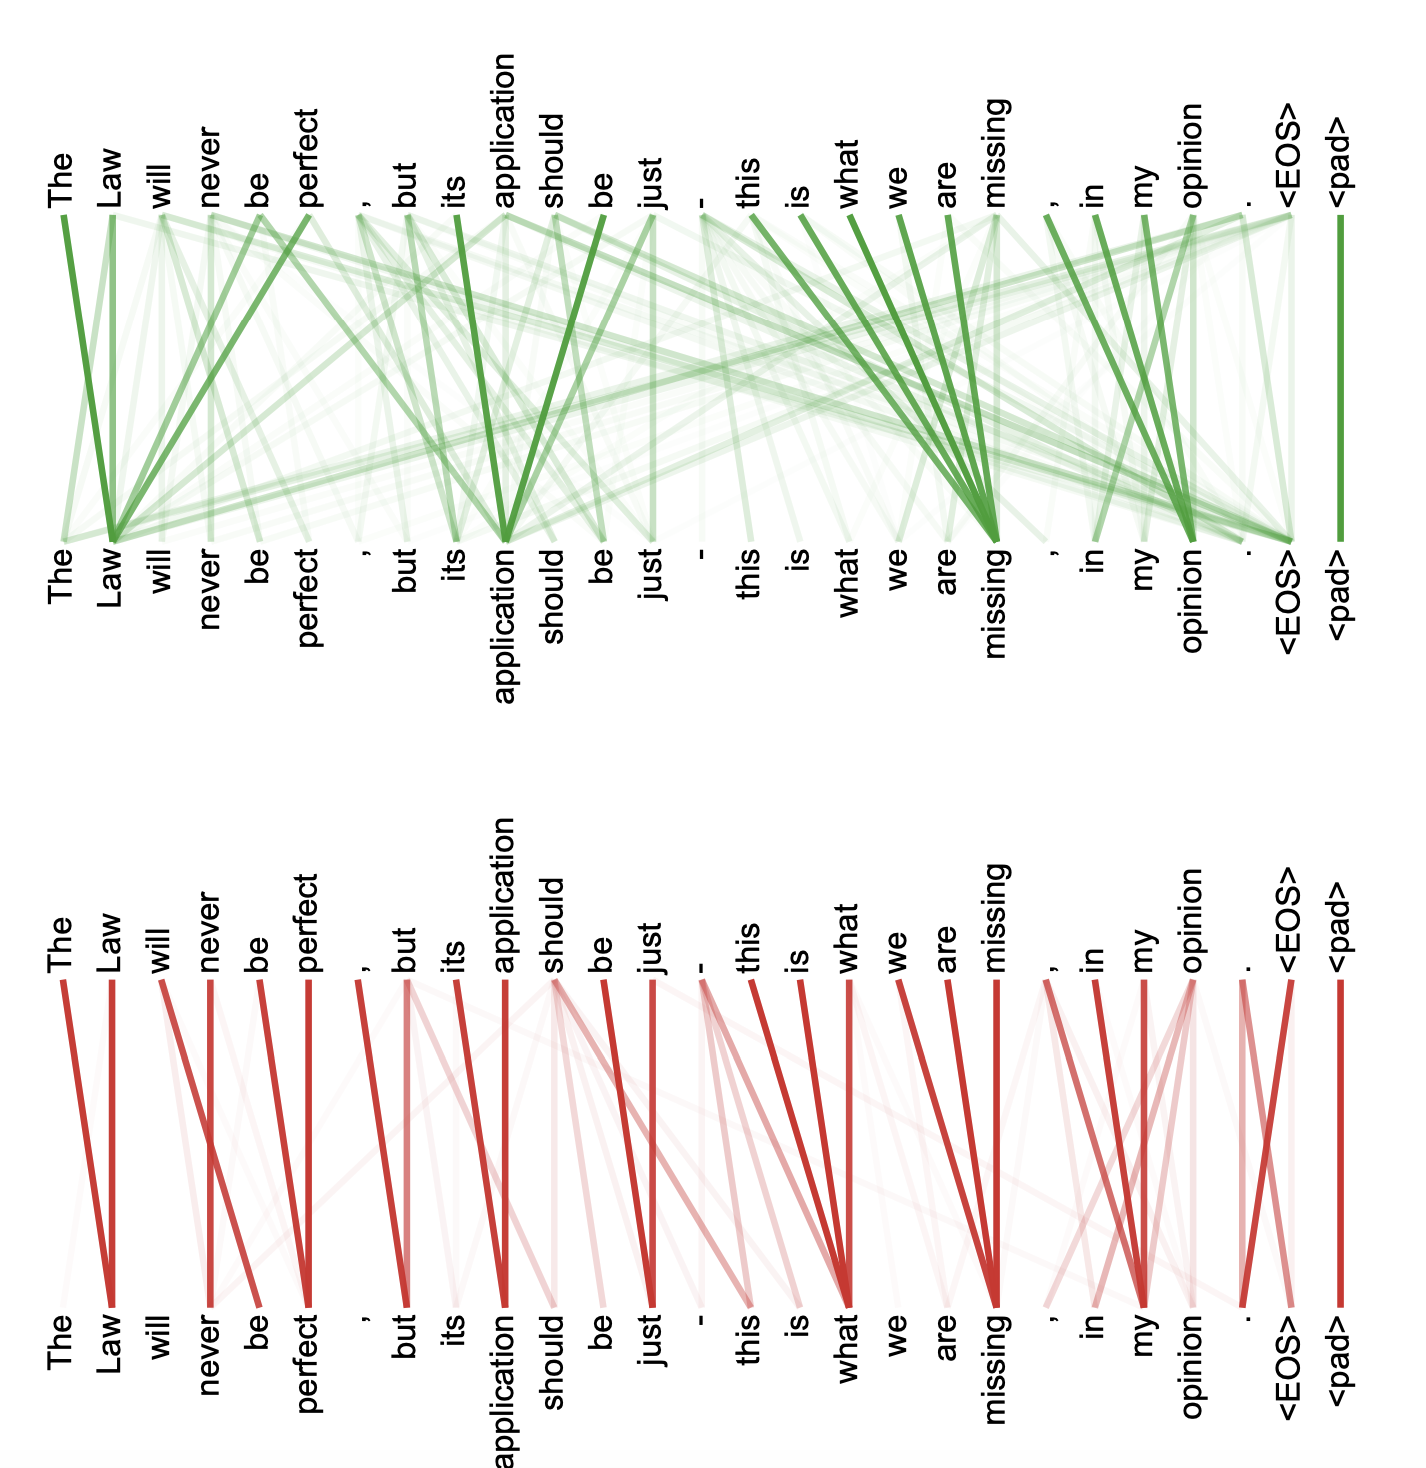 The Law will never be perfect , but its application should be just - this is what we are missing , in my opinion . <EOS> <pad>
The Law will never be perfect , but its application should be just - this is what we are missing , in my opinion . <EOS> <pad>
The Law will never be perfect , but its application should be just - this is what we are missing , in my opinion . <EOS> <pad>
The Law will never be perfect , but its application should be just - this is what we are missing , in my opinion . <EOS> <pad>